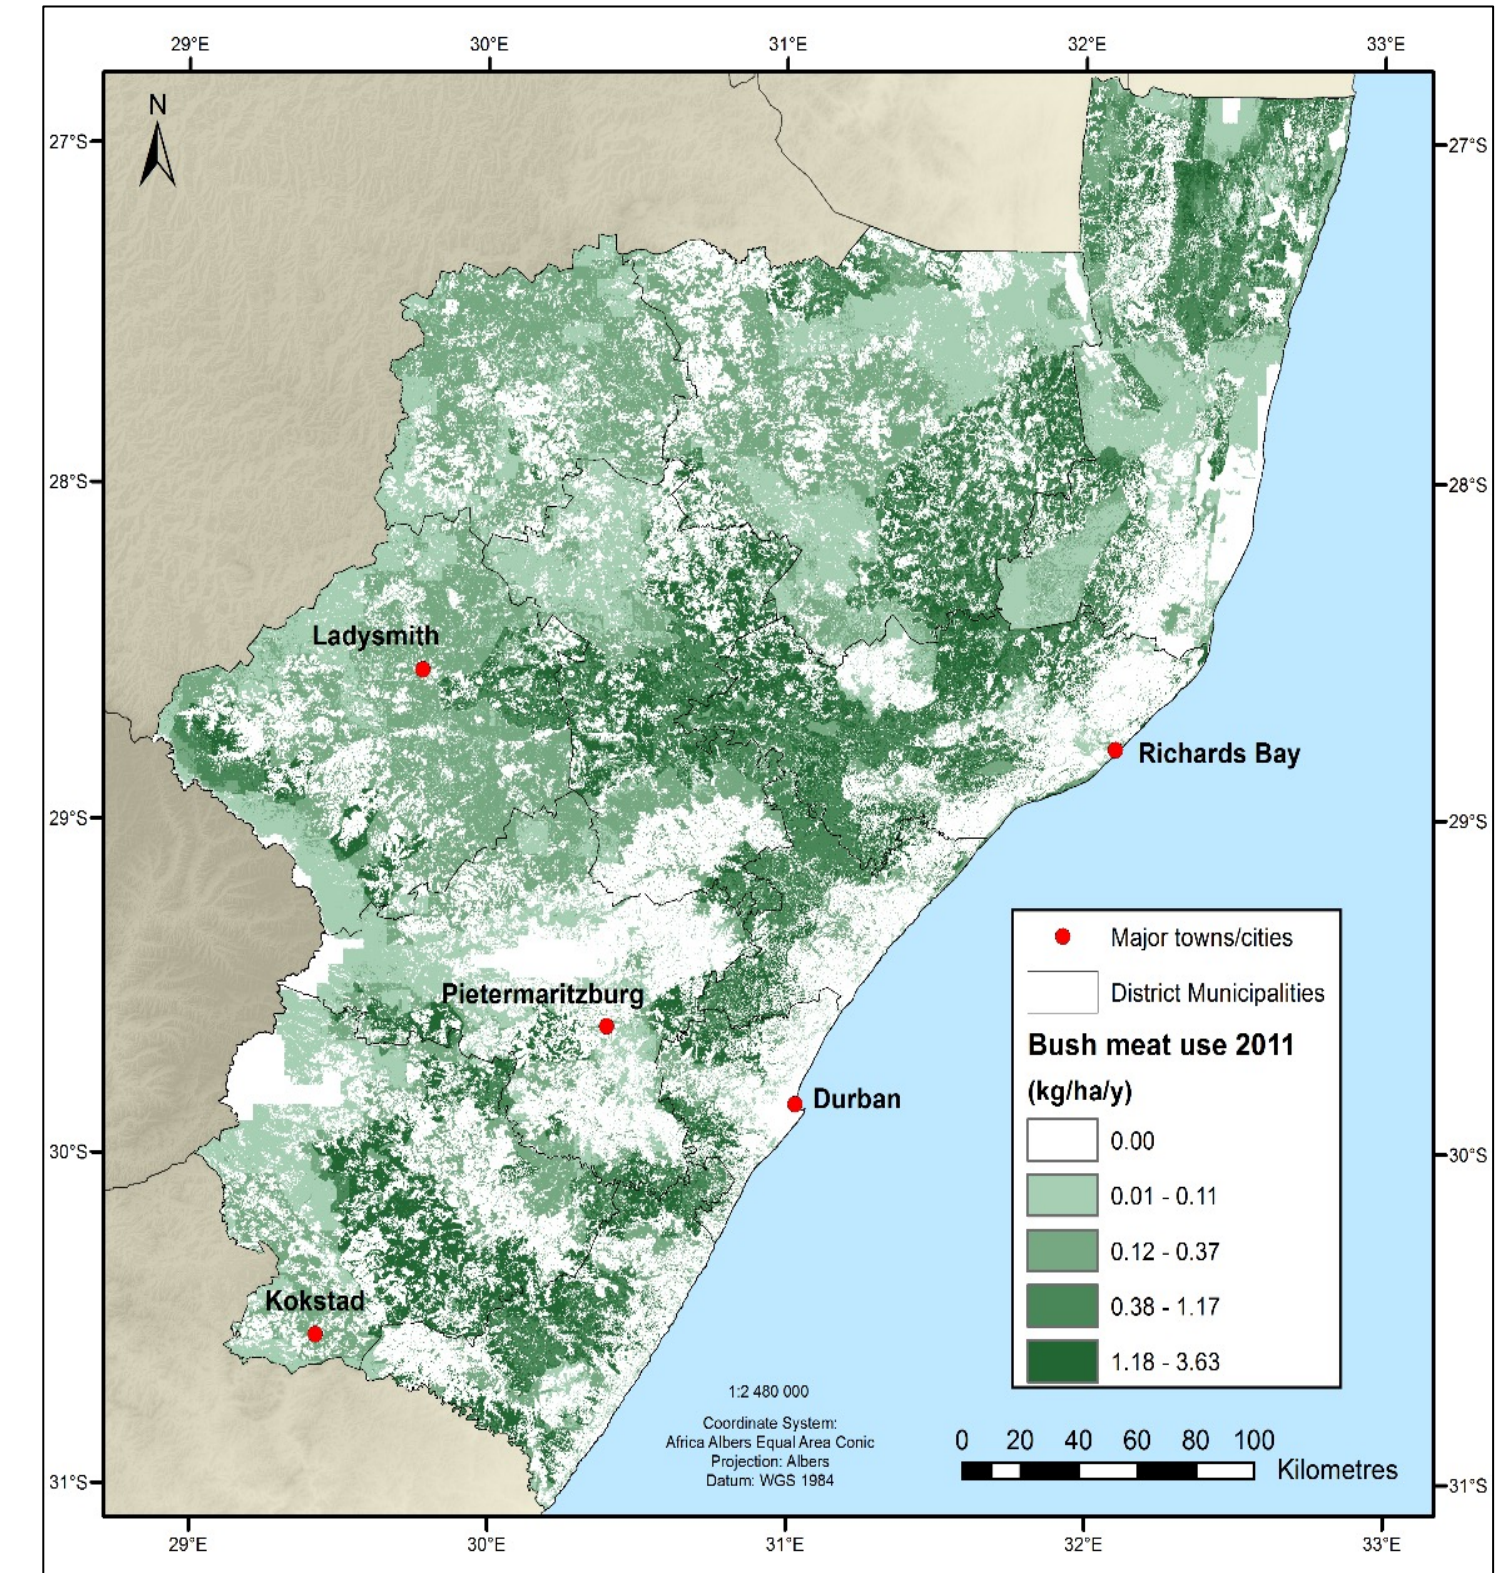 29°E 30°E 31°E 32°E 33°E
N
27°S 27°S
28°S 28°S
Ladysmith
Richards Bay
29°S 29°S
Major towns/cities
District Municipalities
Pietermaritzburg
Bush meat use 2011
(kg/ha/y)
Durban
0.00
30°S 30°S
0.01 - 0.11
0.12 - 0.37
Kokstad
0.38 - 1.17
1.18 - 3.63
1:2 480 000
Coordinate System:
Africa Albers Equal Area Conic
Projection: Albers
Datum: WGS 1984
0 20 40 60 80 100
Kilometres
31°S 31°S
29°E 30°E 31°E 32°E 33°E